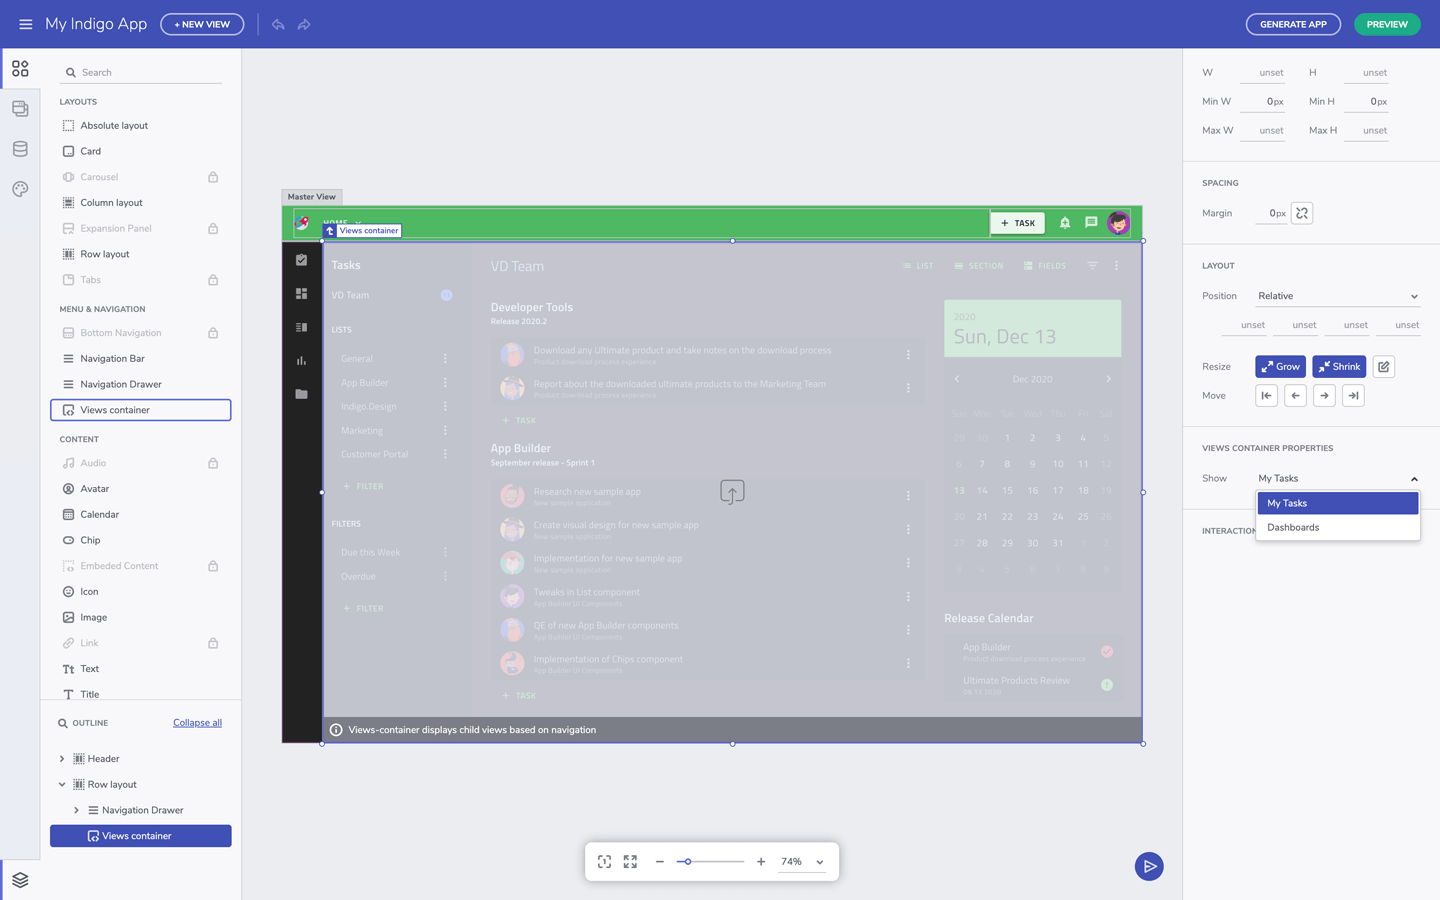 My Indigo App
+ NEW VIEW
GENERATE APP
PREVIEW
Search
LAYOUTS
Absolute layout
Card
Carousel
Column layout
Expansion Panel
Row layout
Tabs
MENU & NAVIGATION
Bottom Navigation
Navigation Bar
Navigation Drawer
Views container
CONTENT
Audio
Avatar
Calendar
Chip
Embeded Content
Icon
Image
Link
Text
Title
OUTLINE
Collapse all
Header
Row layout
Navigation Drawer
Views container
Master View
HOME
+ TASK
Views container
Tasks
VD Team
LISTS
General
App Builder
Indigo.Design
Marketing
Customer Portal
+ FILTER
FILTERS
Due this Week
Overdue
+ FILTER
VD Team
LIST
SECTION
FIELDS
Developer Tools
Release 2020.2
Download any Ultimate product and take notes on the download process
Product download process experience
Report about the downloaded ultimate products to the Marketing Team
Product download process experience
+ TASK
App Builder
September release - Sprint 1
Research new sample app
New sample application
Create visual design for new sample app
New sample application
Implementation for new sample app
New sample application
Tweaks in List component
App Builder UI Components
QE of new App Builder components
App Builder UI Components
Implementation of Chips component
App Builder UI Components
+ TASK
2020
Sun, Dec 13
Dec 2020
Sun Mon Tue Wed Thu Fri Sat
29 30 1 2 3 4 5
6 7 8 9 10 11 12
13 14 15 16 17 18 19
20 21 22 23 24 25 26
27 28 29 30 31 1 2
3 4 5 6 7 8 9
Release Calendar
App Builder
Product download process experience
Ultimate Products Review
08.13.2020
Views-container displays child views based on navigation
74%
W unset H unset
Min W 0px Min H 0px
Max W unset Max H unset
SPACING
Margin 0px
LAYOUT
Position Relative
unset unset unset unset
Resize Grow Shrink
Move
VIEWS CONTAINER PROPERTIES
Show My Tasks
My Tasks
Dashboards